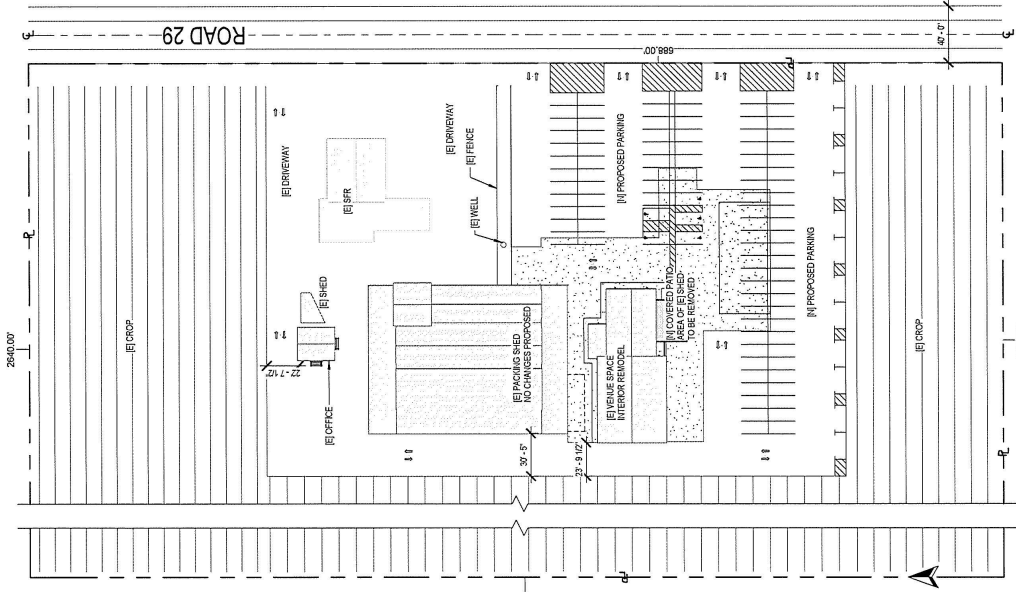 ROAD 29
40' - 0"
688.00'
2640.00'
[E] CROP
[E] DRIVEWAY
[E] SFR
[E] DRIVEWAY
[E] FENCE
[E] WELL
[E] SHED
[E] OFFICE
22' - 7 1/2"
[E] PACKING SHED
NO CHANGES PROPOSED
30' - 5"
23' - 9 1/2"
[E] VENUE SPACE
INTERIOR REMODEL
[N] COVERED PATIO
AREA OF [E] SHED
TO BE REMOVED
[N] PROPOSED PARKING
[N] PROPOSED PARKING
[E] CROP